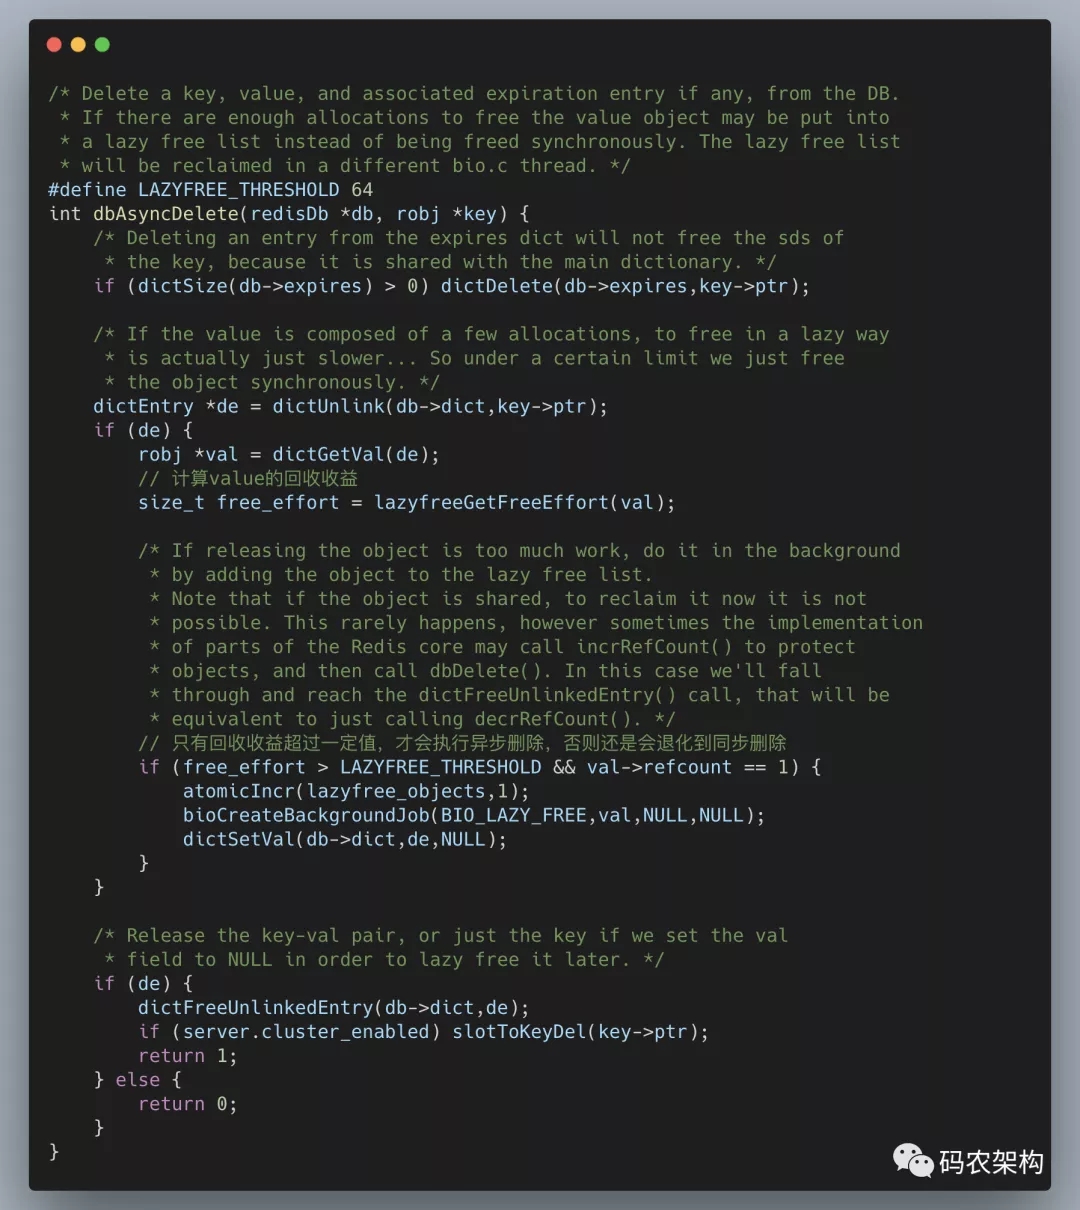 /* Delete a key, value, and associated expiration entry if any, from the DB.
 * If there are enough allocations to free the value object may be put into
 * a lazy free list instead of being freed synchronously. The lazy free list
 * will be reclaimed in a different bio.c thread. */
#define LAZYFREE_THRESHOLD 64
int dbAsyncDelete(redisDb *db, robj *key) {
    /* Deleting an entry from the expires dict will not free the sds of
     * the key, because it is shared with the main dictionary. */
    if (dictSize(db->expires) > 0) dictDelete(db->expires,key->ptr);

    /* If the value is composed of a few allocations, to free in a lazy way
     * is actually just slower... So under a certain limit we just free
     * the object synchronously. */
    dictEntry *de = dictUnlink(db->dict,key->ptr);
    if (de) {
        robj *val = dictGetVal(de);
        // 计算value的回收收益
        size_t free_effort = lazyfreeGetFreeEffort(val);

        /* If releasing the object is too much work, do it in the background
         * by adding the object to the lazy free list.
         * Note that if the object is shared, to reclaim it now it is not
         * possible. This rarely happens, however sometimes the implementation
         * of parts of the Redis core may call incrRefCount() to protect
         * objects, and then call dbDelete(). In this case we'll fall
         * through and reach the dictFreeUnlinkedEntry() call, that will be
         * equivalent to just calling decrRefCount(). */
        // 只有回收收益超过一定值，才会执行异步删除，否则还是会退化到同步删除
        if (free_effort > LAZYFREE_THRESHOLD && val->refcount == 1) {
            atomicIncr(lazyfree_objects,1);
            bioCreateBackgroundJob(BIO_LAZY_FREE,val,NULL,NULL);
            dictSetVal(db->dict,de,NULL);
        }
    }

    /* Release the key-val pair, or just the key if we set the val
     * field to NULL in order to lazy free it later. */
    if (de) {
        dictFreeUnlinkedEntry(db->dict,de);
        if (server.cluster_enabled) slotToKeyDel(key->ptr);
        return 1;
    } else {
        return 0;
    }
}
码农架构